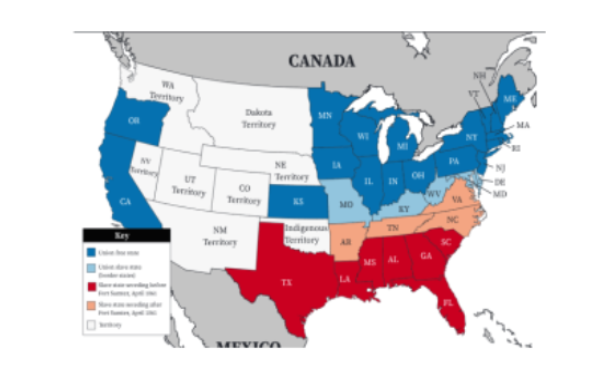 CANADA
NH
WA
Territory
VT
ME
OR
Dakota
Territory
MN
MA
WI
NY
RI
MI
PA
NJ
NV
Territory
NE
Territory
IA
OH
DE
UT
Territory
CO
Territory
IL
IN
WV
MD
CA
KS
MO
KY
VA
NC
NM
Territory
Indigenous
Territory
TN
AR
SC
Key
MS
AL
GA
Union free state
Union slave state
(border states)
TX
LA
Slave state seceding before
Fort Sumter, April 1861
FL
Slave state seceding after
Fort Sumter, April 1861
Territory
MEXICO